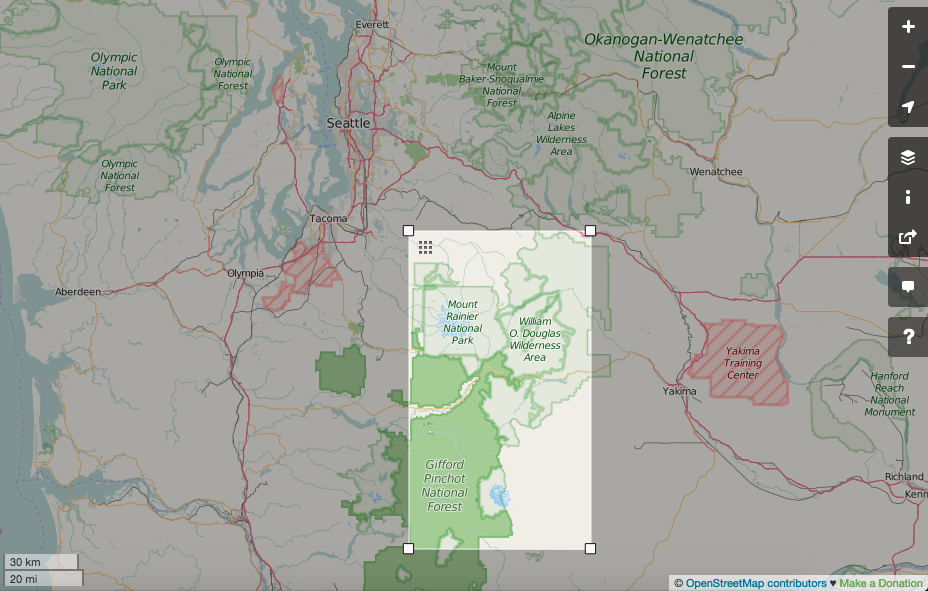 Everett
Okanogan-Wenatchee
National
Forest
Olympic
National
Park
Olympic
National
Forest
Mount
Baker-Snoqualmie
National
Forest
Seattle
Alpine
Lakes
Wilderness
Area
Olympic
National
Forest
Wenatchee
Tacoma
Olympia
Aberdeen
Mount
Rainier
National
Park
William
O. Douglas
Wilderness
Area
Yakima
Training
Center
Yakima
Hanford
Reach
National
Monument
Gifford
Pinchot
National
Forest
Richland
Kenn
?
30 km
20 mi
© OpenStreetMap contributors ♥ Make a Donation